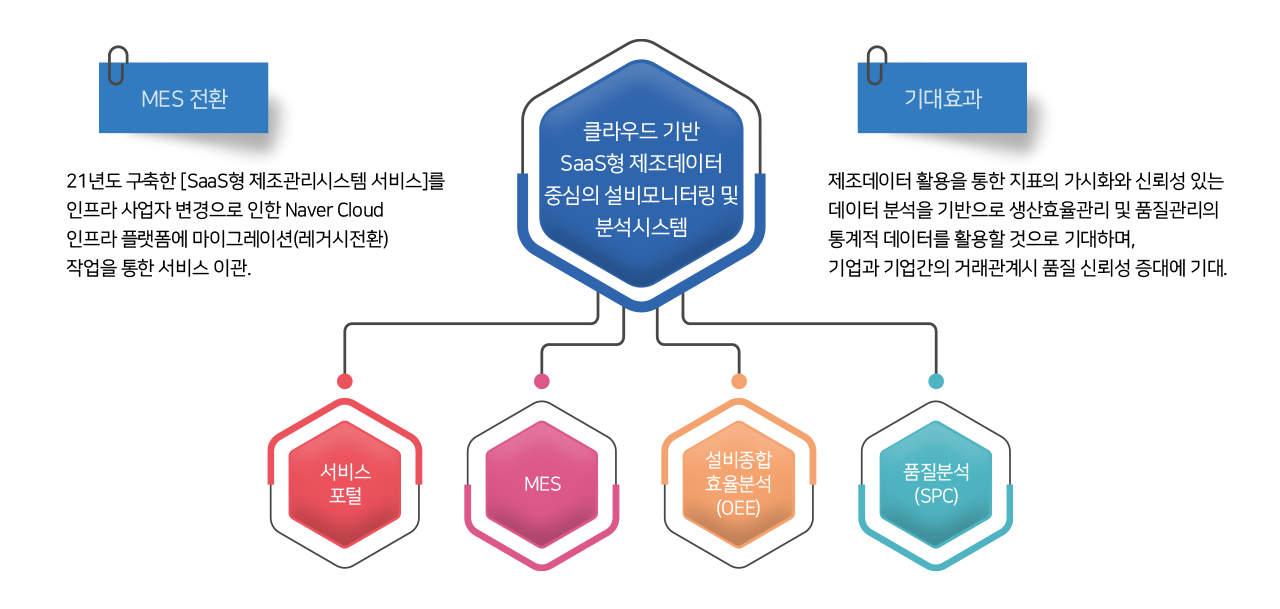 MES 전환
21년도 구축한 [SaaS형 제조관리시스템 서비스]를
인프라 사업자 변경으로 인한 Naver Cloud
인프라 플랫폼에 마이그레이션(레거시전환)
작업을 통한 서비스 이관.
클라우드 기반
SaaS형 제조데이터
중심의 설비모니터링 및
분석시스템
기대효과
제조데이터 활용을 통한 지표의 가시화와 신뢰성 있는
데이터 분석을 기반으로 생산효율관리 및 품질관리의
통계적 데이터를 활용할 것으로 기대하며,
기업과 기업간의 거래관계시 품질 신뢰성 증대에 기대.
서비스
포털
MES
설비종합
효율분석
(OEE)
품질분석
(SPC)